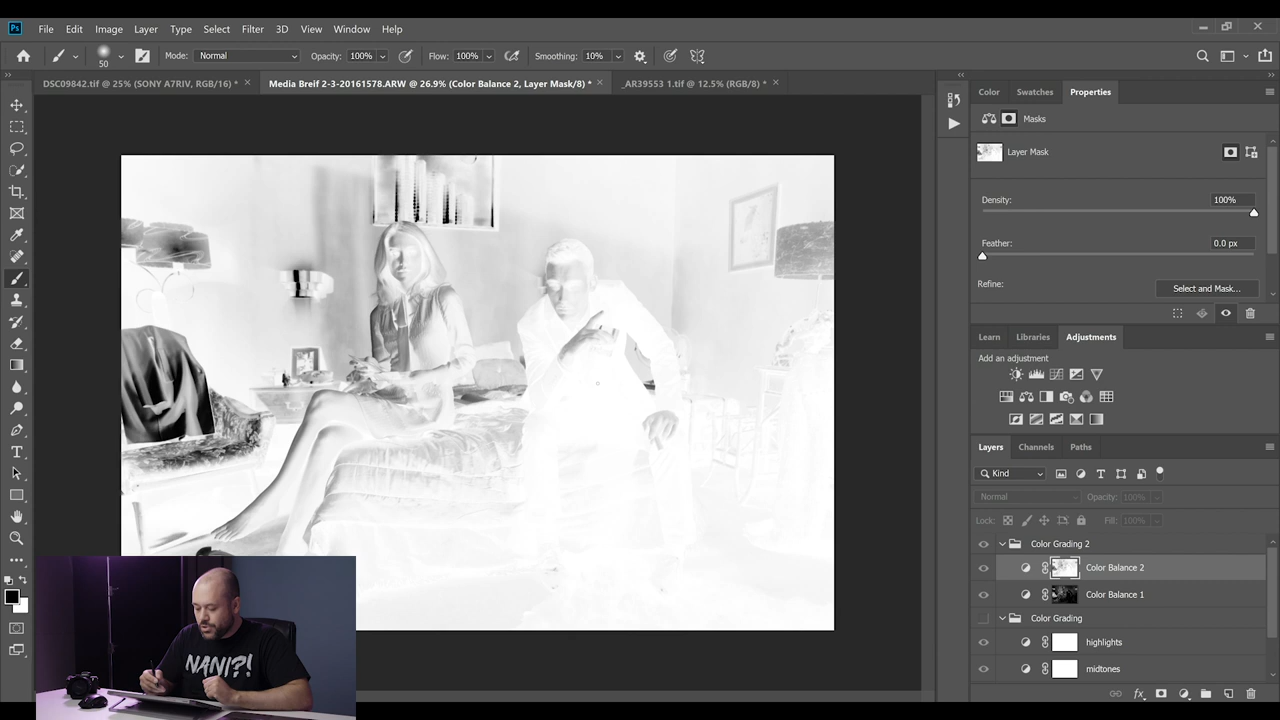 Ps File Edit Image Layer Type Select Filter 3D View Window Help
50 Mode: Normal Opacity: 100% Flow: 100% Smoothing: 10%
DSC09842.tif @ 25% (SONY A7RIV, RGB/16) * × Media Breif 2-3-20161578.ARW @ 26.9% (Color Balance 2, Layer Mask/8) * × _AR39553 1.tif @ 12.5% (RGB/8) * ×
Color Swatches Properties
Masks
Layer Mask
Density: 100%
Feather: 0.0 px
Refine: Select and Mask...
Learn Libraries Adjustments
Add an adjustment
Layers Channels Paths
Kind
Normal Opacity: 100%
Lock: Fill: 100%
Color Grading 2
Color Balance 2
Color Balance 1
Color Grading
highlights
midtones
NANI?!